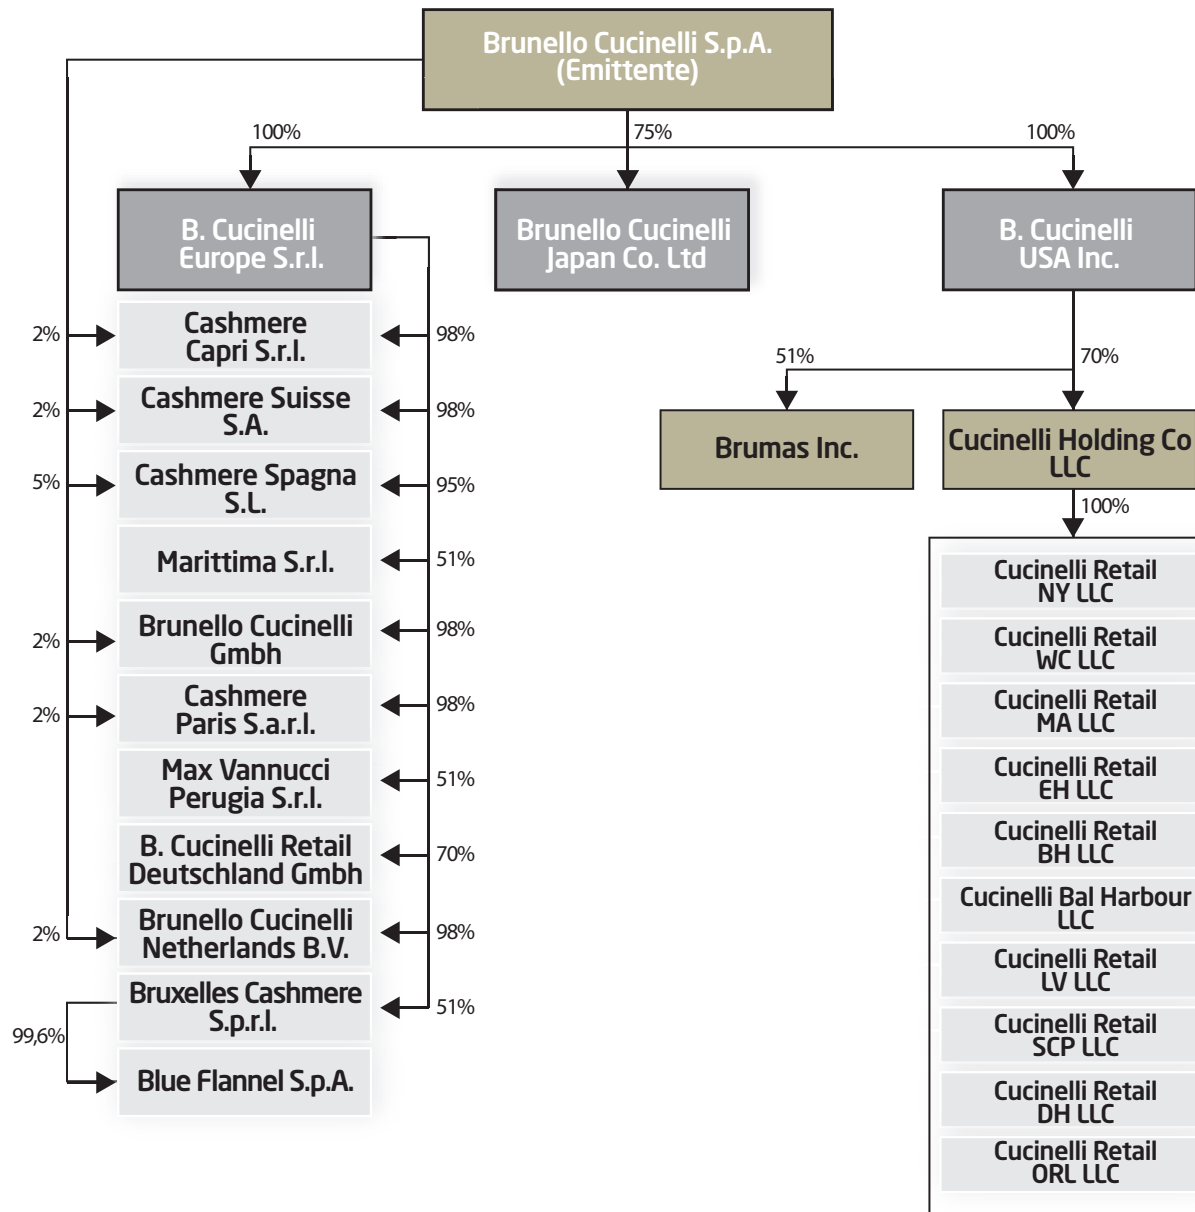 Brunello Cucinelli S.p.A.
(Emittente)
100%
75%
100%
B. Cucinelli
Europe S.r.l.
Brunello Cucinelli
Japan Co. Ltd
B. Cucinelli
USA Inc.
2%
Cashmere
Capri S.r.l.
98%
2%
Cashmere Suisse
S.A.
98%
5%
Cashmere Spagna
S.L.
95%
Marittima S.r.l.
51%
2%
Brunello Cucinelli
Gmbh
98%
2%
Cashmere
Paris S.a.r.l.
98%
Max Vannucci
Perugia S.r.l.
51%
B. Cucinelli Retail
Deutschland Gmbh
70%
2%
Brunello Cucinelli
Netherlands B.V.
98%
Bruxelles Cashmere
S.p.r.l.
51%
99,6%
Blue Flannel S.p.A.
51%
70%
Brumas Inc.
Cucinelli Holding Co
LLC
100%
Cucinelli Retail
NY LLC
Cucinelli Retail
WC LLC
Cucinelli Retail
MA LLC
Cucinelli Retail
EH LLC
Cucinelli Retail
BH LLC
Cucinelli Bal Harbour
LLC
Cucinelli Retail
LV LLC
Cucinelli Retail
SCP LLC
Cucinelli Retail
DH LLC
Cucinelli Retail
ORL LLC